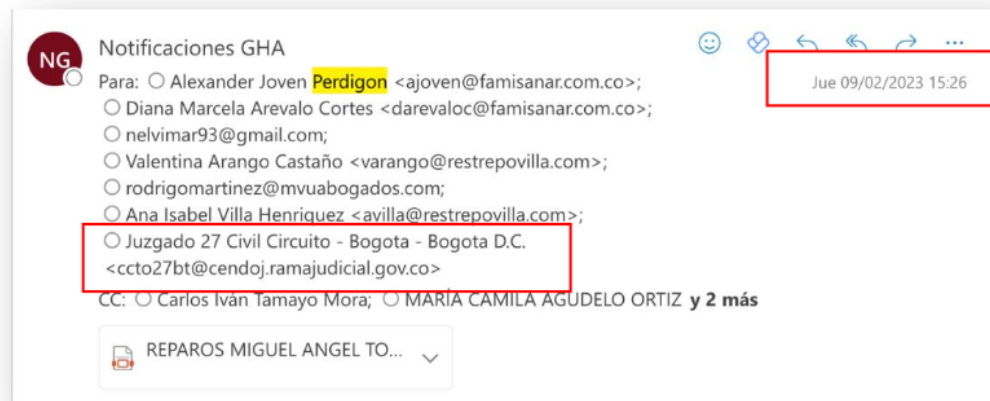 NG
Notificaciones GHA
Para: Alexander Joven Perdigon <ajoven@famisanar.com.co>;
Jue 09/02/2023 15:26
Diana Marcela Arevalo Cortes <darevaloc@famisanar.com.co>;
nelvimar93@gmail.com;
Valentina Arango Castaño <varango@restrepovilla.com>;
rodrigomartinez@mvuabogados.com;
Ana Isabel Villa Henriquez <avilla@restrepovilla.com>;
Juzgado 27 Civil Circuito - Bogota - Bogota D.C.
<ccto27bt@cendoj.ramajudicial.gov.co>
CC: Carlos Iván Tamayo Mora; MARÍA CAMILA AGUDELO ORTIZ y 2 más
REPAROS MIGUEL ANGEL TO...